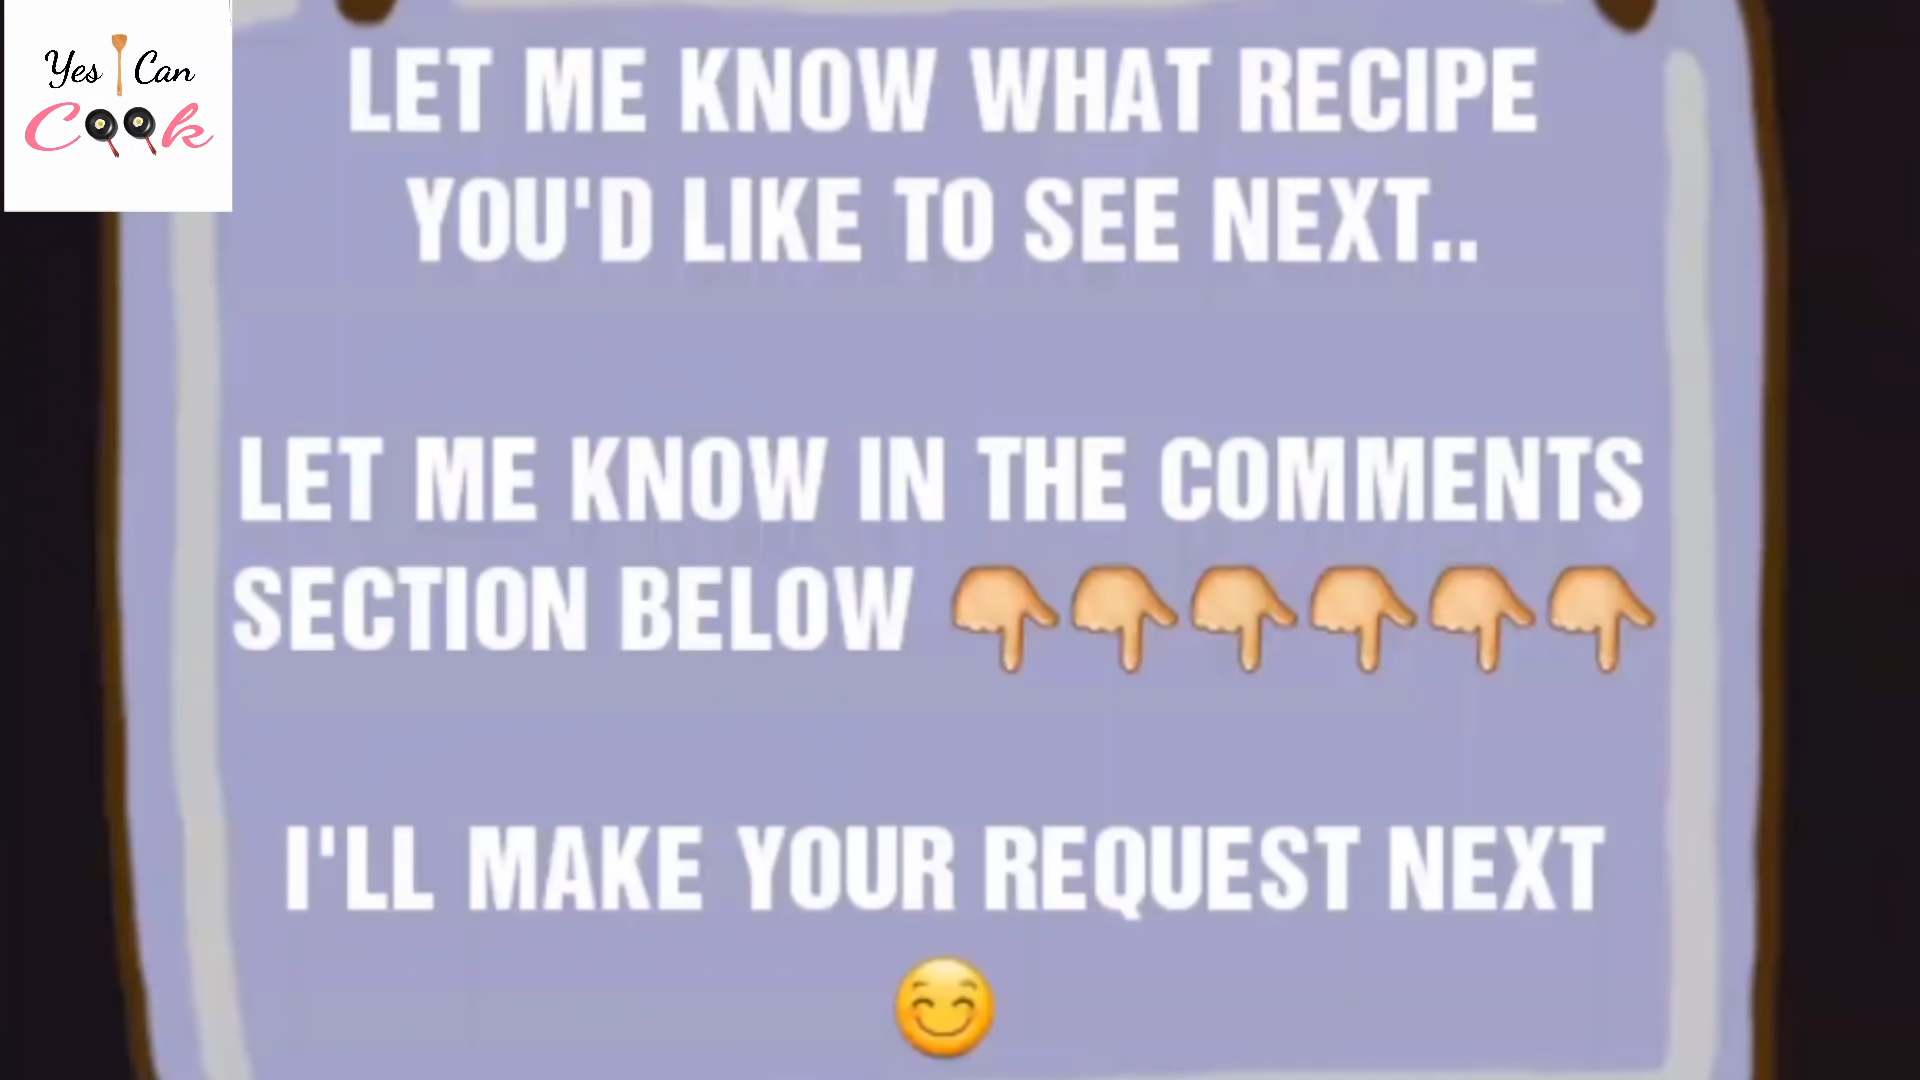 Yes Can
Cook
LET ME KNOW WHAT RECIPE
YOU'D LIKE TO SEE NEXT..
LET ME KNOW IN THE COMMENTS
SECTION BELOW 👇🏼👇🏼👇🏼👇🏼👇🏼👇🏼
I'LL MAKE YOUR REQUEST NEXT
😊